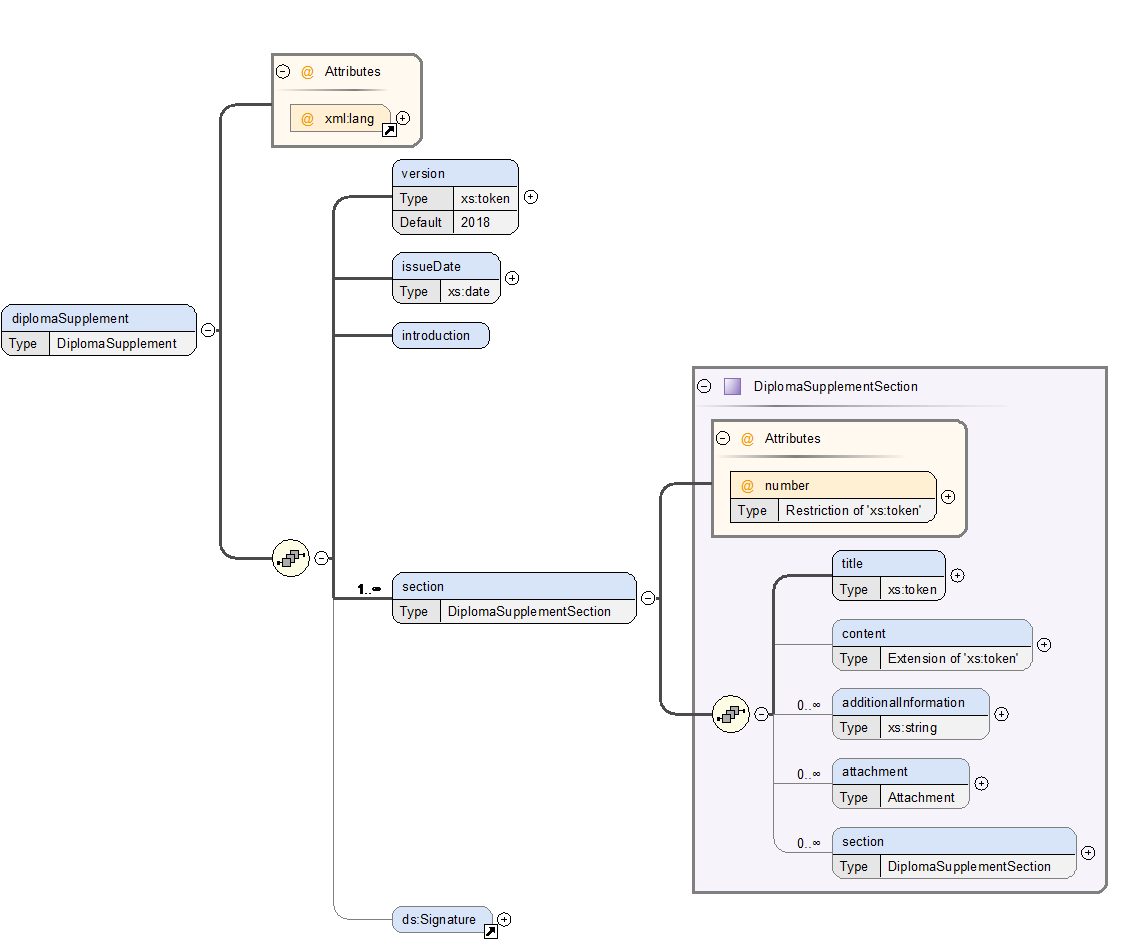 @ Attributes
@ xml:lang
version
Type xs:token
Default 2018
issueDate
Type xs:date
diplomaSupplement
Type DiplomaSupplement
introduction
DiplomaSupplementSection
@ Attributes
@ number
Type Restriction of 'xs:token'
title
Type xs:token
1..∞ section
Type DiplomaSupplementSection
content
Type Extension of 'xs:token'
0..∞ additionalInformation
Type xs:string
0..∞ attachment
Type Attachment
0..∞ section
Type DiplomaSupplementSection
ds:Signature